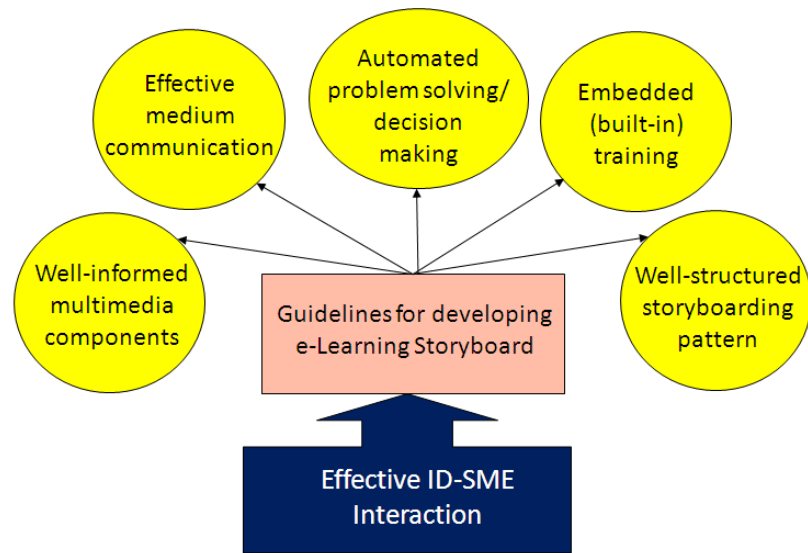 Effective
medium
communication
Automated
problem solving/
decision
making
Embedded
(built-in)
training
Well-informed
multimedia
components
Guidelines for developing
e-Learning Storyboard
Well-structured
storyboarding
pattern
Effective ID-SME
Interaction